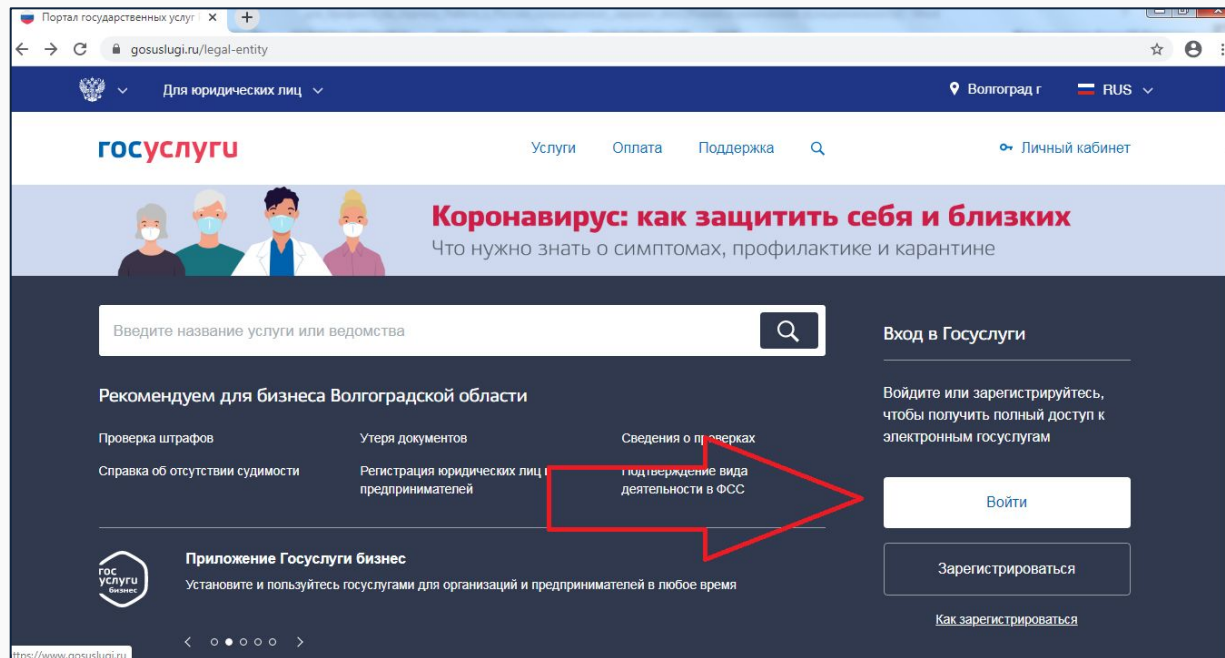 Портал государственных услуг
gosuslugi.ru/legal-entity
Для юридических лиц
Волгоград г
RUS
госуслуги
Услуги
Оплата
Поддержка
Личный кабинет
Коронавирус: как защитить себя и близких
Что нужно знать о симптомах, профилактике и карантине
Введите название услуги или ведомства
Вход в Госуслуги
Войдите или зарегистрируйтесь,
чтобы получить полный доступ к
электронным госуслугам
Рекомендуем для бизнеса Волгоградской области
Проверка штрафов
Утеря документов
Сведения о проверках
Справка об отсутствии судимости
Регистрация юридических лиц
предпринимателей
Подтверждение вида
деятельности в ФСС
Войти
Зарегистрироваться
Как зарегистрироваться
гос
услуги
бизнес
Приложение Госуслуги бизнес
Установите и пользуйтесь госуслугами для организаций и предпринимателей в любое время
ttps://www.gosuslugi.ru